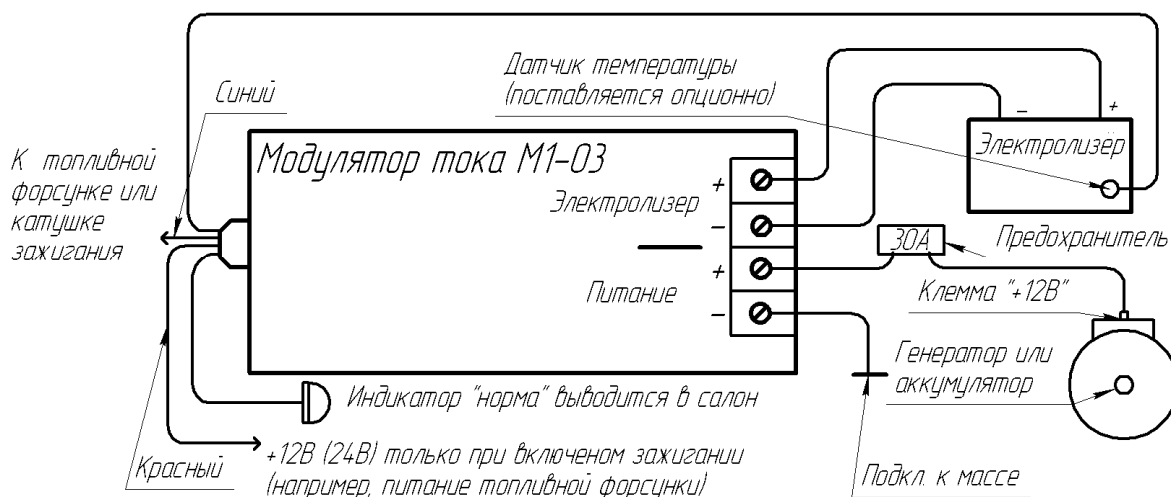 Датчик температуры
(поставляется опционно)
Синий
- +
Электролизёр
К топливной
форсунке или
катушке
зажигания
Модулятор тока М1-03
Электролизер
+
-
+
-
Питание
30А
Предохранитель
Клемма "+12В"
Генератор или
аккумулятор
Индикатор "норма" выводится в салон
Красный
+12В (24В) только при включеном зажигании
(например, питание топливной форсунки)
Подкл. к массе